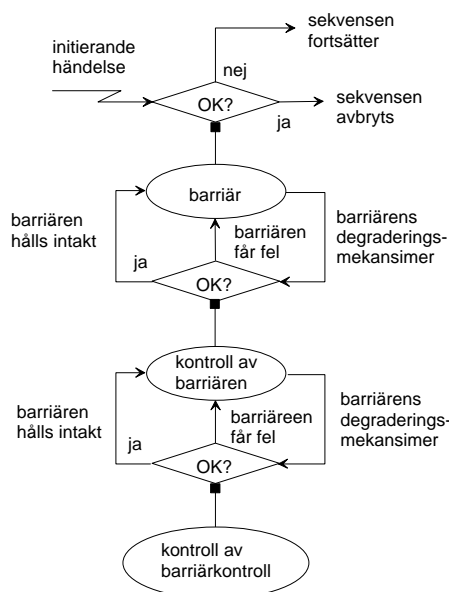 sekvensen
fortsätter
initierande
händelse
nej
OK?
ja
sekvensen
avbryts
barriär
barriären
hålls intakt
barriären
får fel
barriärens
degraderings-
mekansimer
ja
OK?
kontroll av
barriären
barriären
hålls intakt
barriäreen
får fel
barriärens
degraderings-
mekansimer
ja
OK?
kontroll av
barriärkontroll